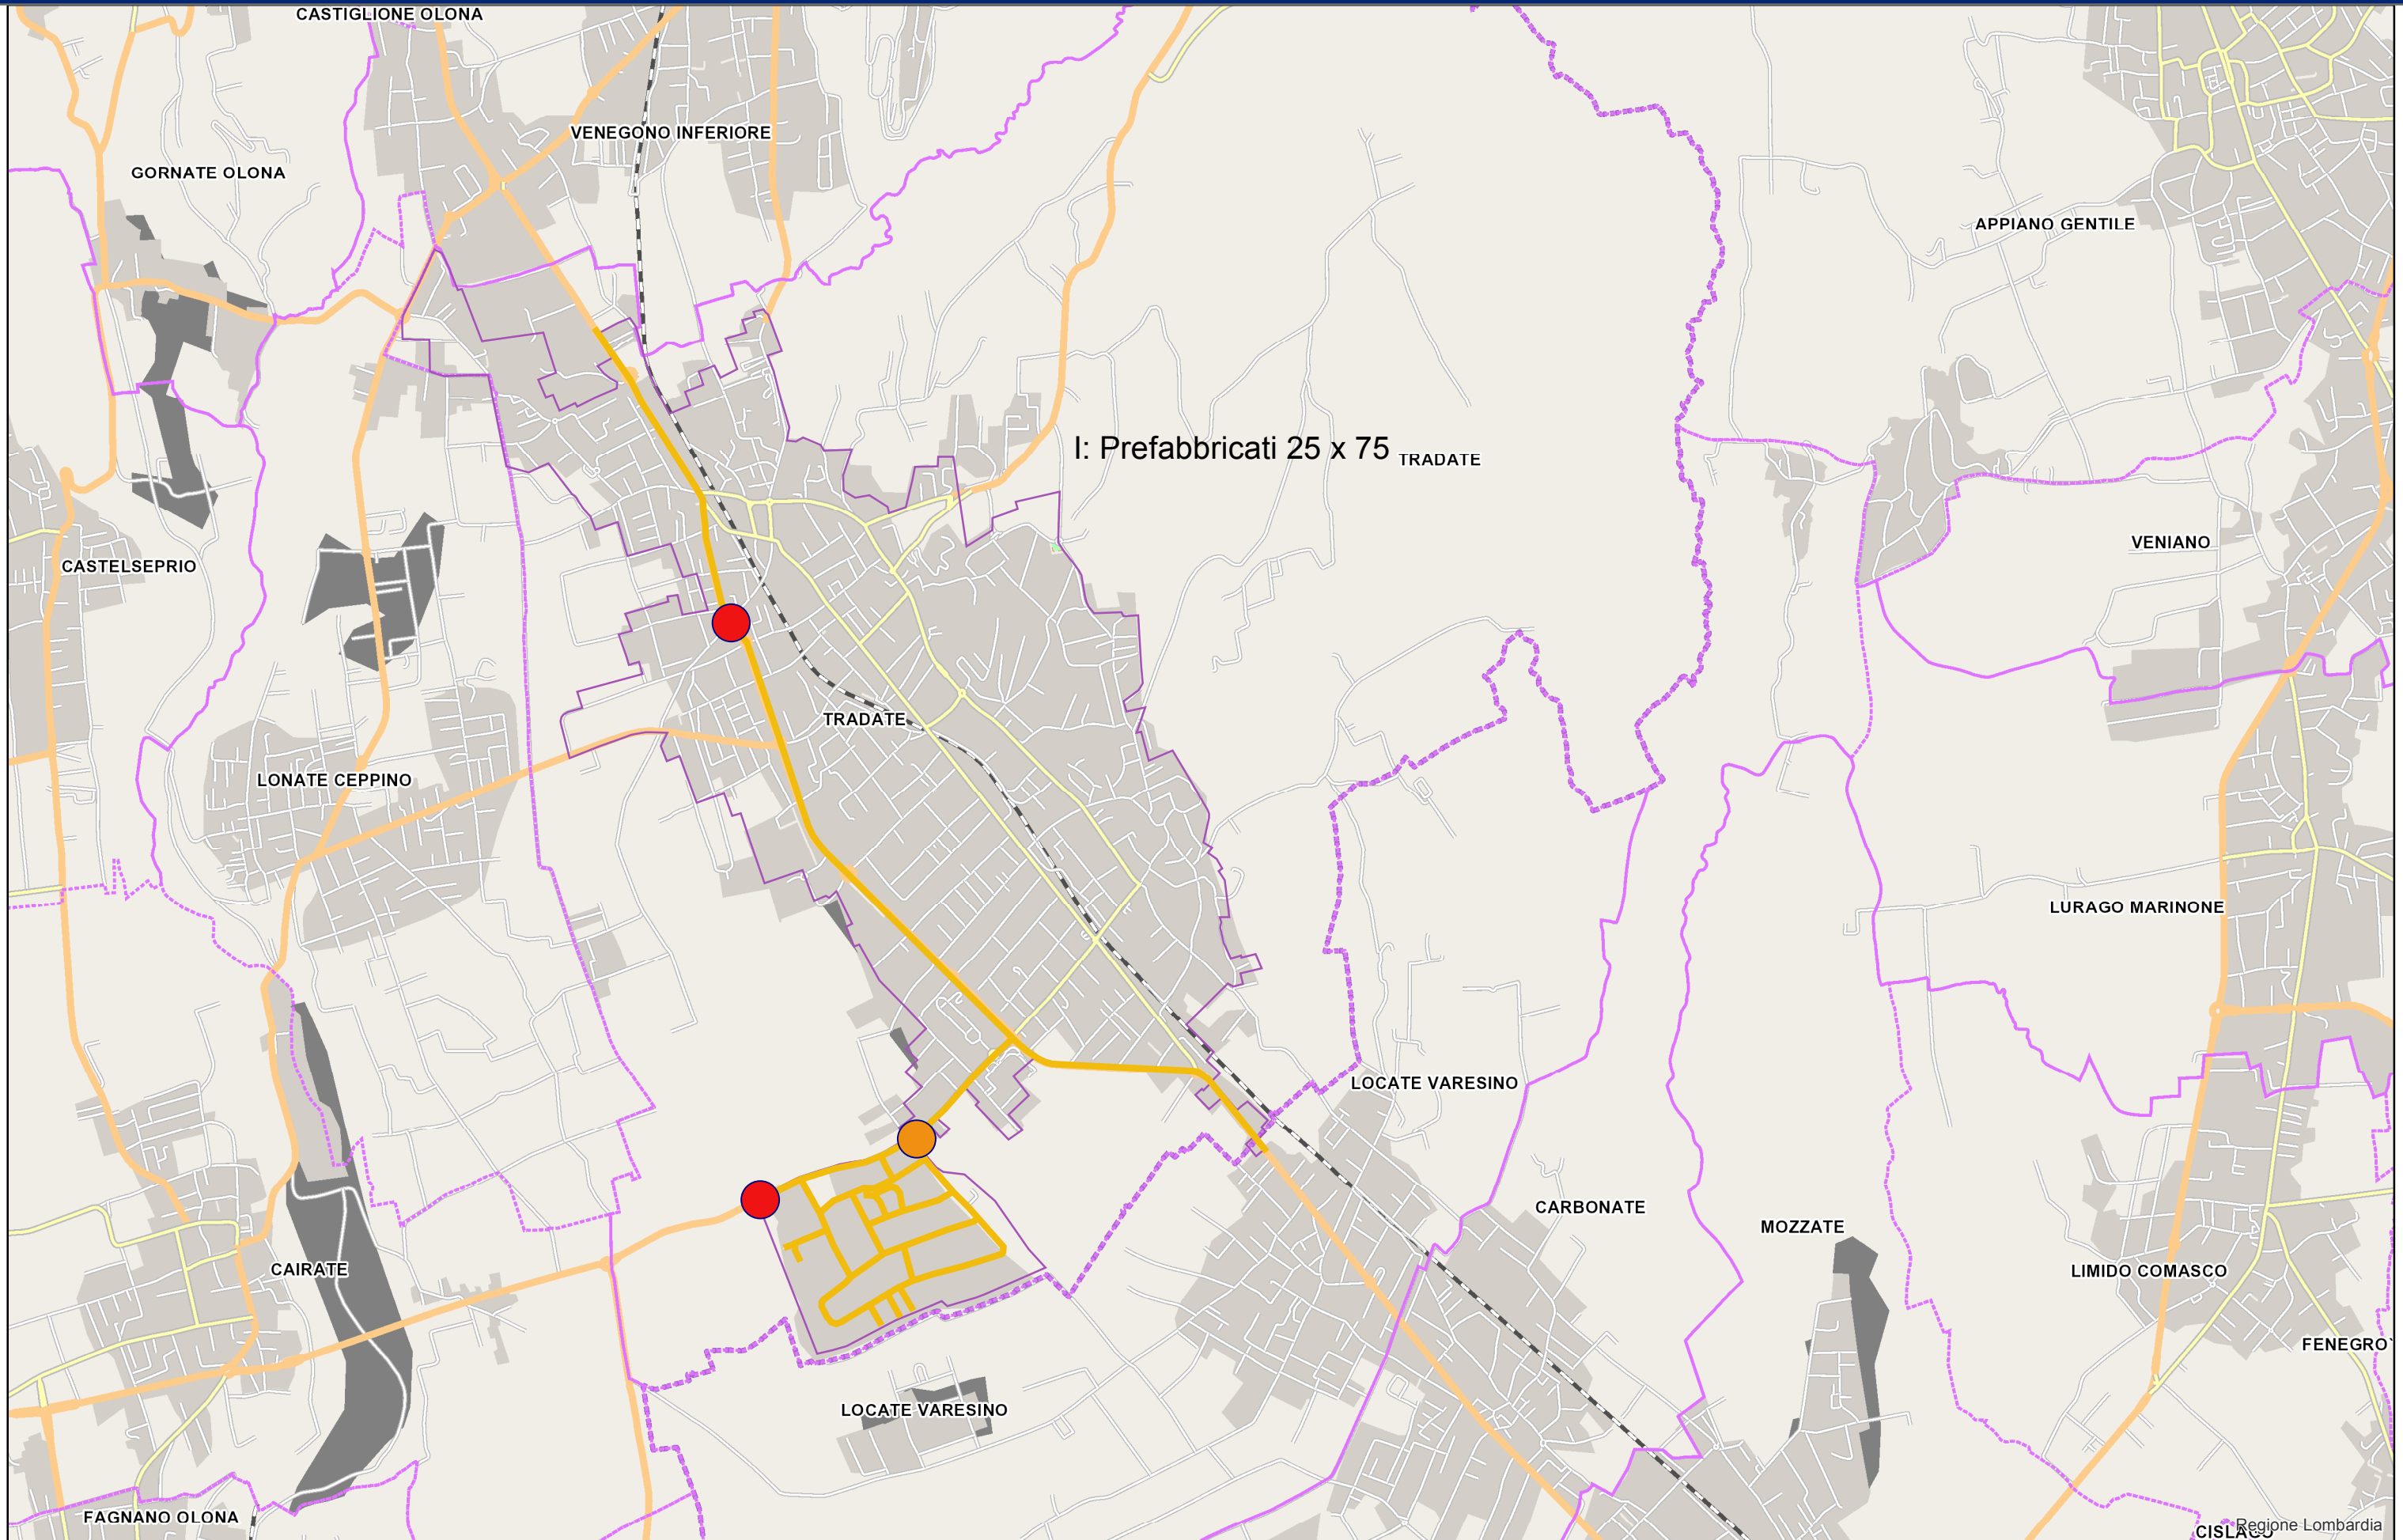 CASTIGLIONE OLONA
VENEGONO INFERIORE
GORNATE OLONA
APPIANO GENTILE
I: Prefabbricati 25 x 75
TRADATE
VENIANO
CASTELSEPRIO
TRADATE
LONATE CEPPINO
LURAGO MARINONE
LOCATE VARESINO
CARBONATE
MOZZATE
CAIRATE
LIMIDO COMASCO
FENEGRO'
LOCATE VARESINO
FAGNANO OLONA
CISLAGO
Regione Lombardia